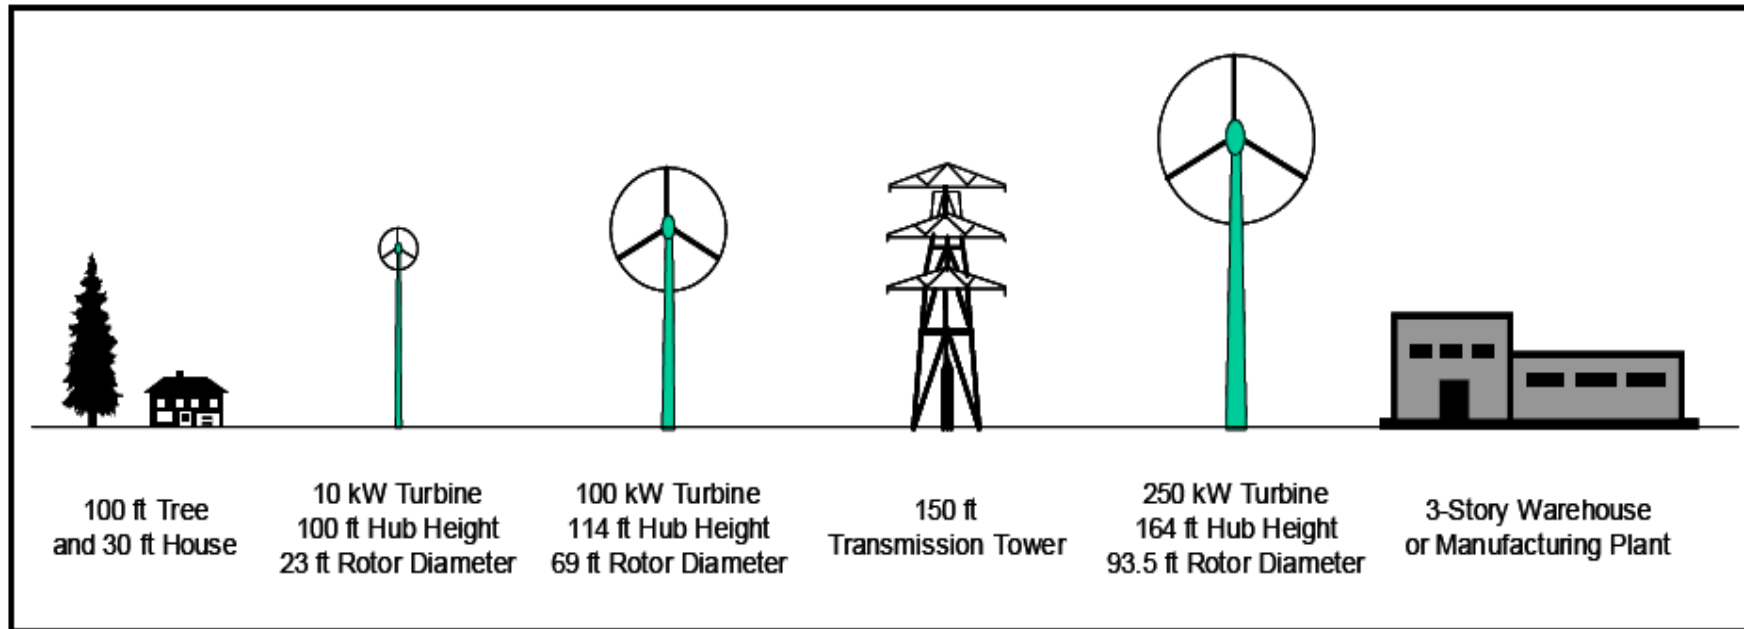 100 ft Tree
and 30 ft House
10 kW Turbine
100 ft Hub Height
23 ft Rotor Diameter
100 kW Turbine
114 ft Hub Height
69 ft Rotor Diameter
150 ft
Transmission Tower
250 kW Turbine
164 ft Hub Height
93.5 ft Rotor Diameter
3-Story Warehouse
or Manufacturing Plant